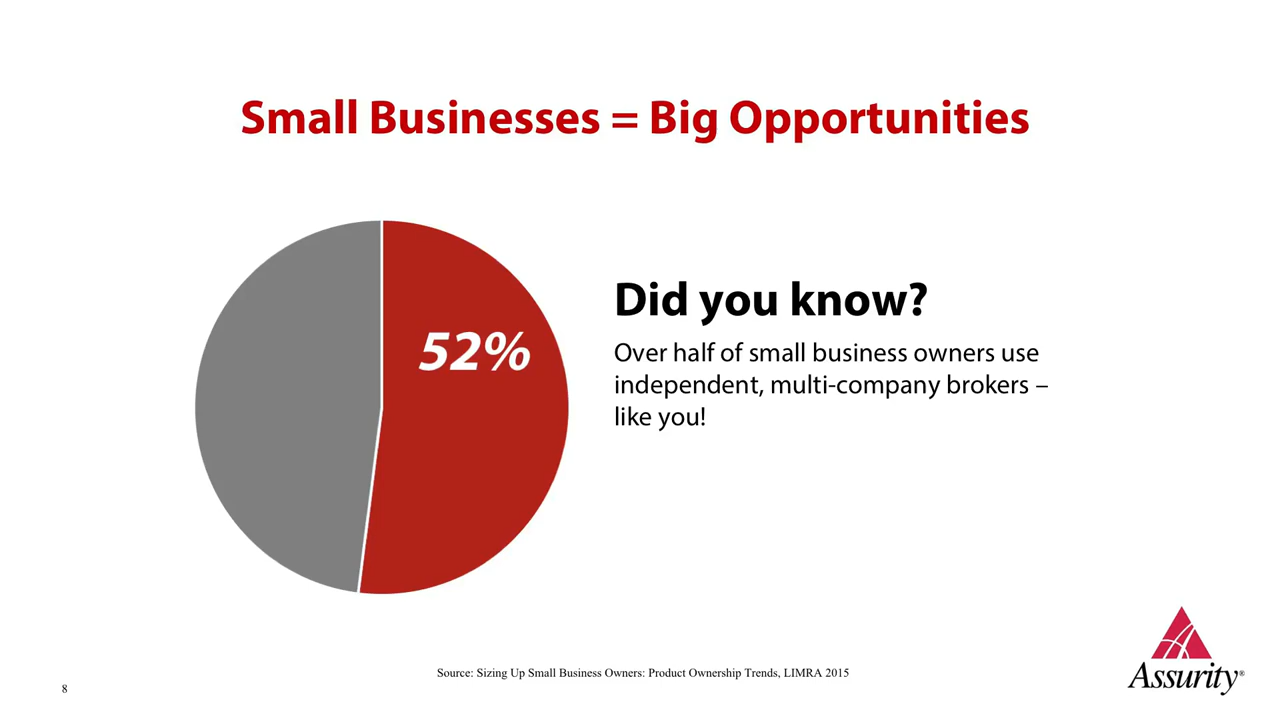 Small Businesses = Big Opportunities
52%
Did you know?
Over half of small business owners use
independent, multi-company brokers –
like you!
Source: Sizing Up Small Business Owners: Product Ownership Trends, LIMRA 2015
8
Assurity®